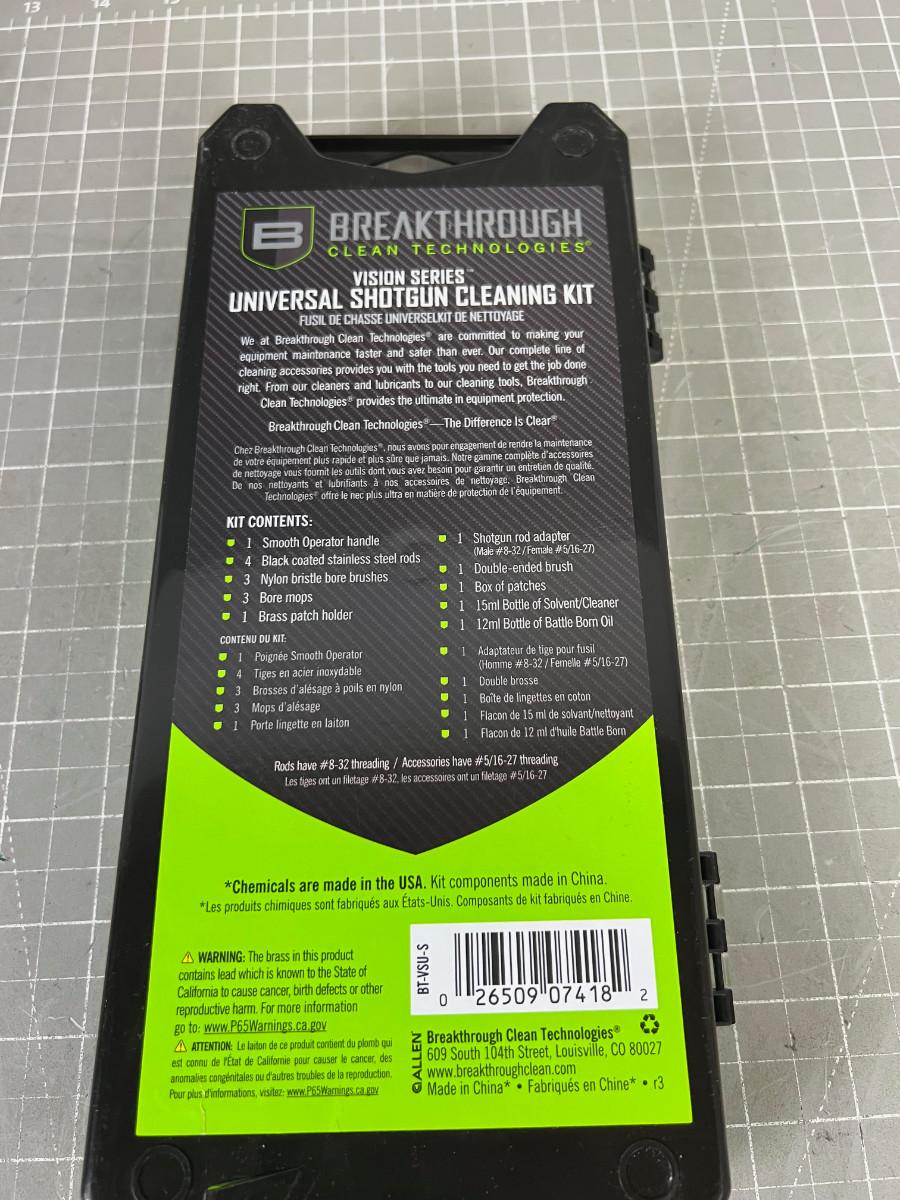 13
14
B BREAKTHROUGH
CLEAN TECHNOLOGIES®
VISION SERIES™
UNIVERSAL SHOTGUN CLEANING KIT
FUSIL DE CHASSE UNIVERSELKIT DE NETTOYAGE
We at Breakthrough Clean Technologies® are committed to making your
equipment maintenance faster and safer than ever. Our complete line of
cleaning accessories provides you with the tools you need to get the job done
right. From our cleaners and lubricants to our cleaning tools, Breakthrough
Clean Technologies® provides the ultimate in equipment protection.
Breakthrough Clean Technologies®—The Difference Is Clear®
Chez Breakthrough Clean Technologies®, nous avons pour engagement de rendre la maintenance
de votre équipement plus rapide et plus sûre que jamais. Notre gamme complète d'accessoires
de nettoyage vous fournit les outils dont vous avez besoin pour garantir un entretien de qualité.
De nos nettoyants et lubrifiants à nos accessoires de nettoyage, Breakthrough Clean
Technologies® offre le nec plus ultra en matière de protection de l'équipement.
KIT CONTENTS:
1 Smooth Operator handle
4 Black coated stainless steel rods
3 Nylon bristle bore brushes
3 Bore mops
1 Brass patch holder
1 Shotgun rod adapter
(Male #8-32 / Female #5/16-27)
1 Double-ended brush
1 Box of patches
1 15ml Bottle of Solvent/Cleaner
1 12ml Bottle of Battle Born Oil
CONTENU DU KIT:
1 Poignée Smooth Operator
4 Tiges en acier inoxydable
3 Brosses d'alésage à poils en nylon
3 Mops d'alésage
1 Porte lingette en laiton
1 Adaptateur de tige pour fusil
(Homme #8-32 / Femelle #5/16-27)
1 Double brosse
1 Boîte de lingettes en coton
1 Flacon de 15 ml de solvant/nettoyant
1 Flacon de 12 ml d'huile Battle Born
Rods have #8-32 threading / Accessories have #5/16-27 threading
Les tiges ont un filetage #8-32, les accessoires ont un filetage #5/16-27
*Chemicals are made in the USA. Kit components made in China.
*Les produits chimiques sont fabriqués aux États-Unis. Composants de kit fabriqués en Chine.
WARNING: The brass in this product
contains lead which is known to the State of
California to cause cancer, birth defects or other
reproductive harm. For more information
go to: www.P65Warnings.ca.gov
ATTENTION: Le laiton de ce produit contient du plomb qui
est connu de l'État de Californie pour causer le cancer, des
anomalies congénitales ou d'autres troubles de la reproduction.
Pour plus d'informations, visitez: www.P65Warnings.ca.gov
BT-VSU-S
0 26509 07418 2
ALLEN
Breakthrough Clean Technologies®
609 South 104th Street, Louisville, CO 80027
www.breakthroughclean.com
Made in China* • Fabriqués en Chine* • r3